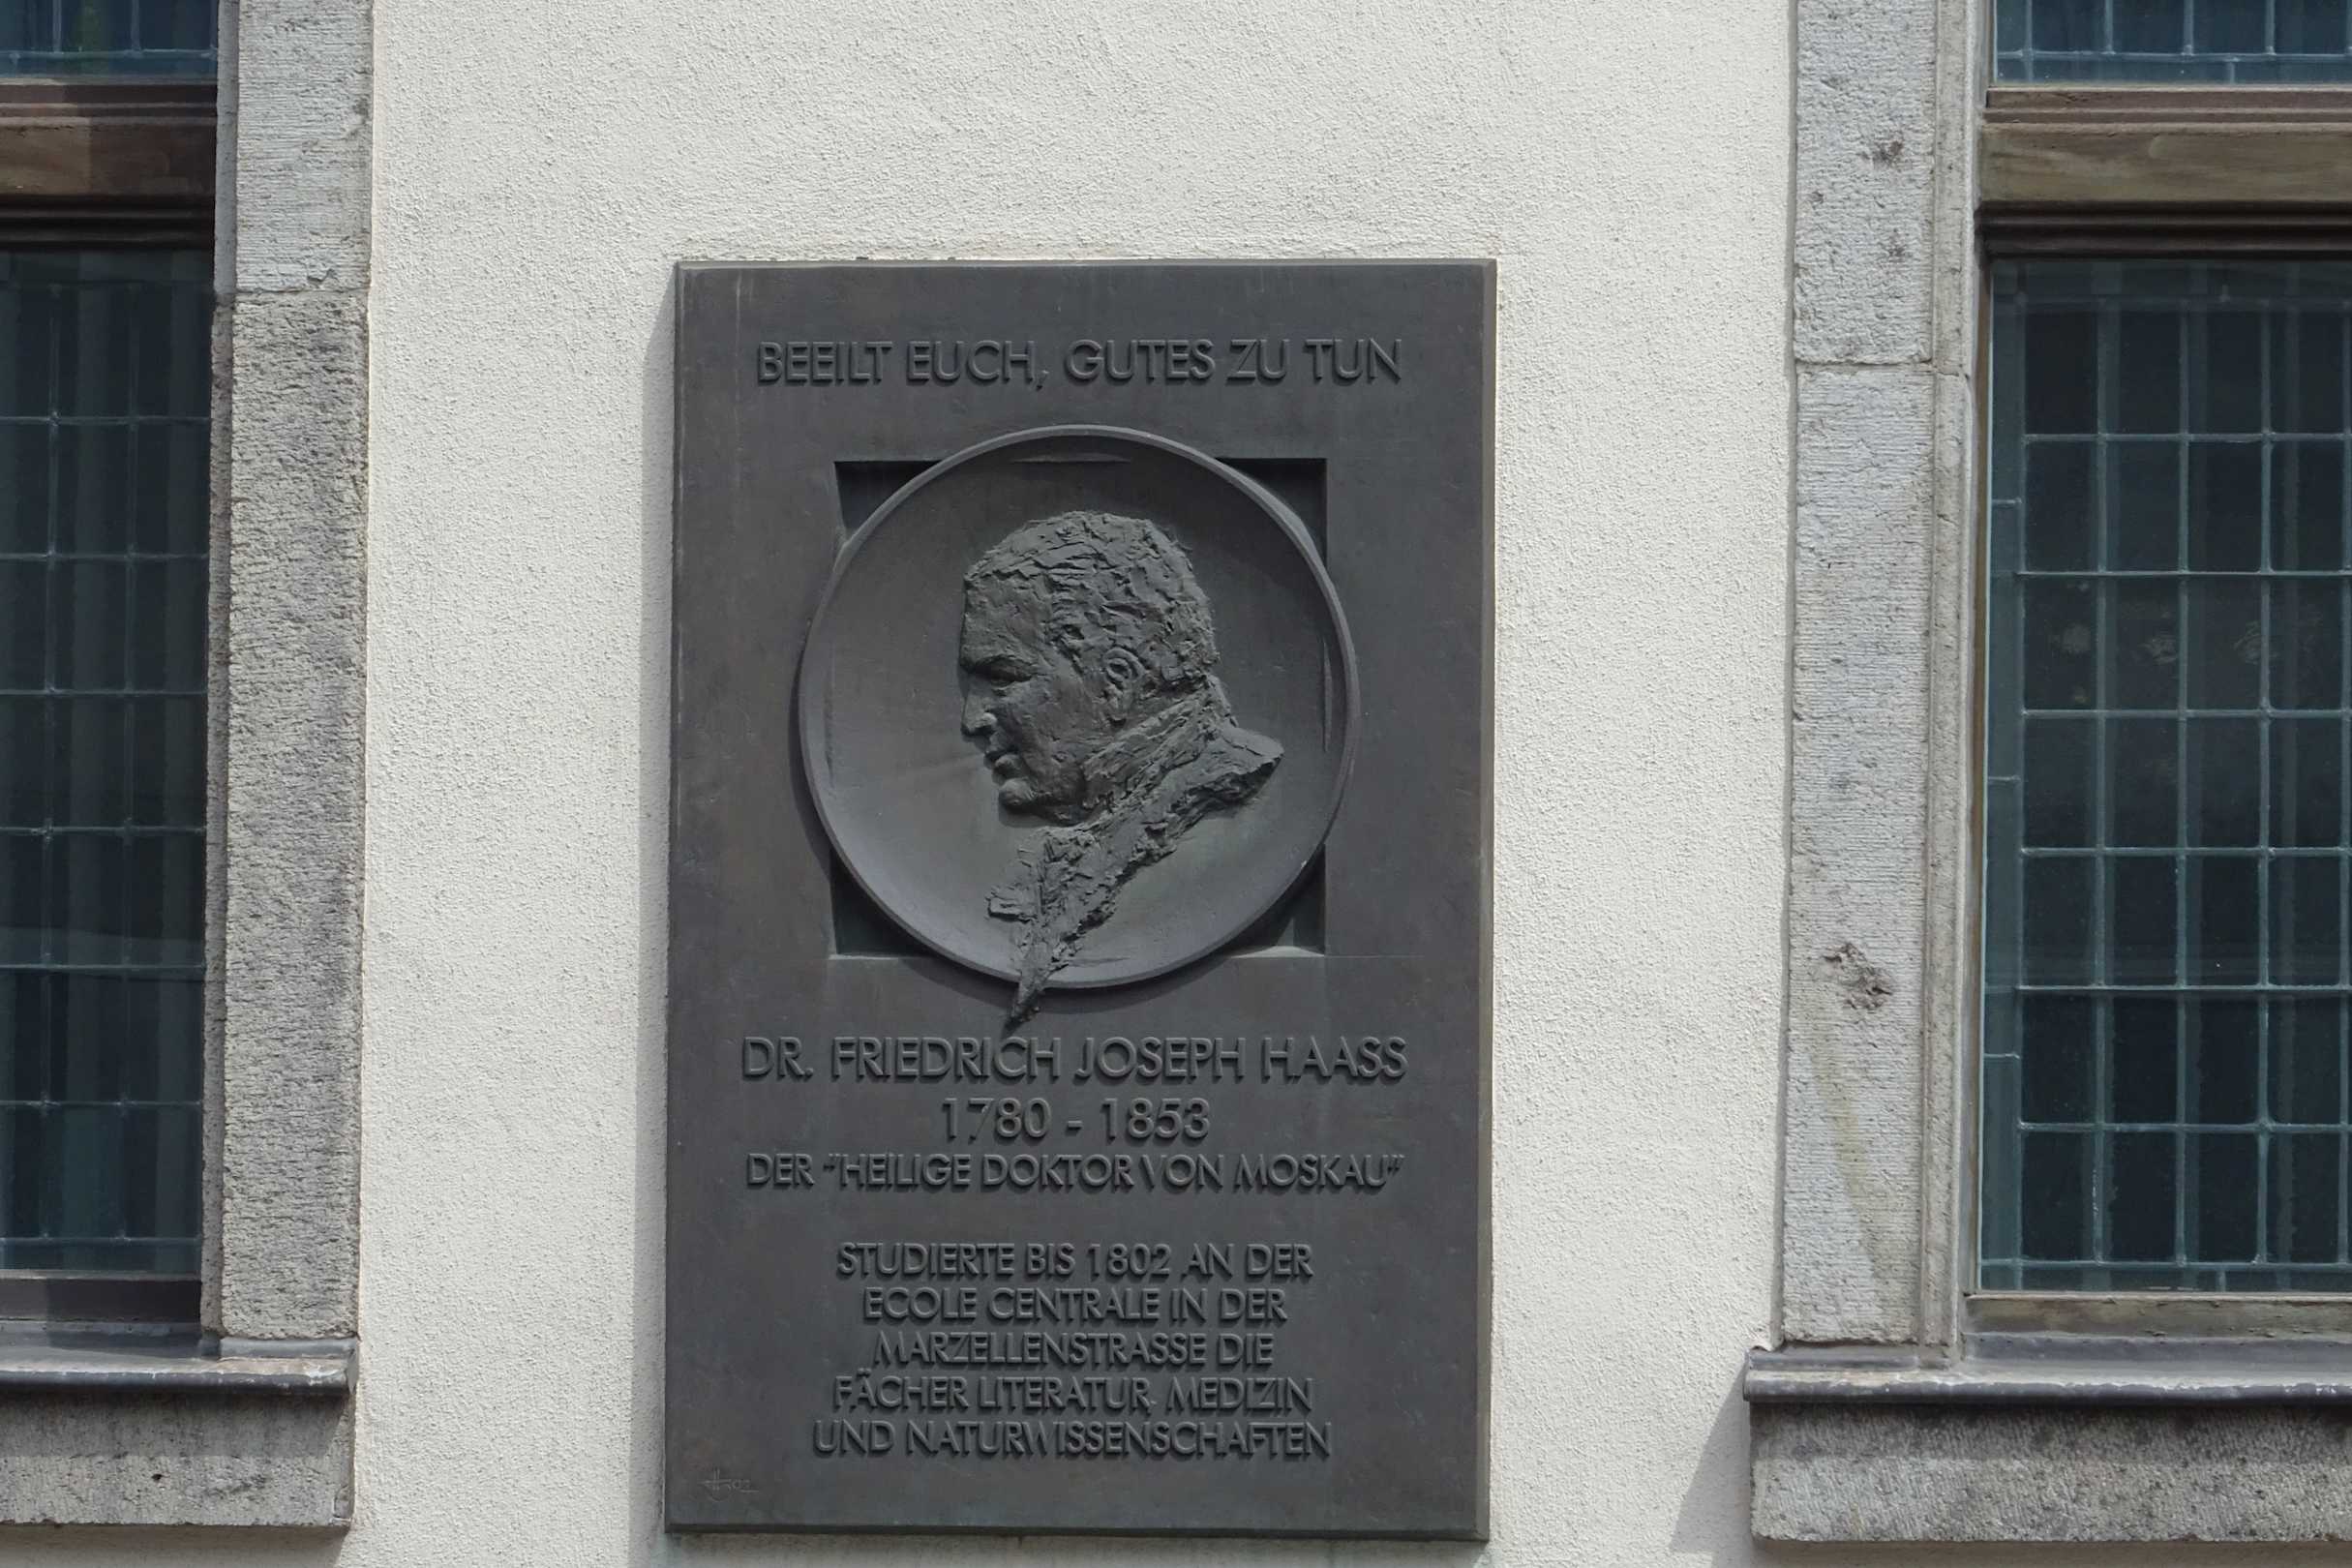 BEEILT EUCH, GUTES ZU TUN
DR. FRIEDRICH JOSEPH HAASS
1780 - 1853
DER "HEILIGE DOKTOR VON MOSKAU"
STUDIERTE BIS 1802 AN DER
ECOLE CENTRALE IN DER
MARZELLENSTRASSE DIE
FÄCHER LITERATUR, MEDIZIN
UND NATURWISSENSCHAFTEN